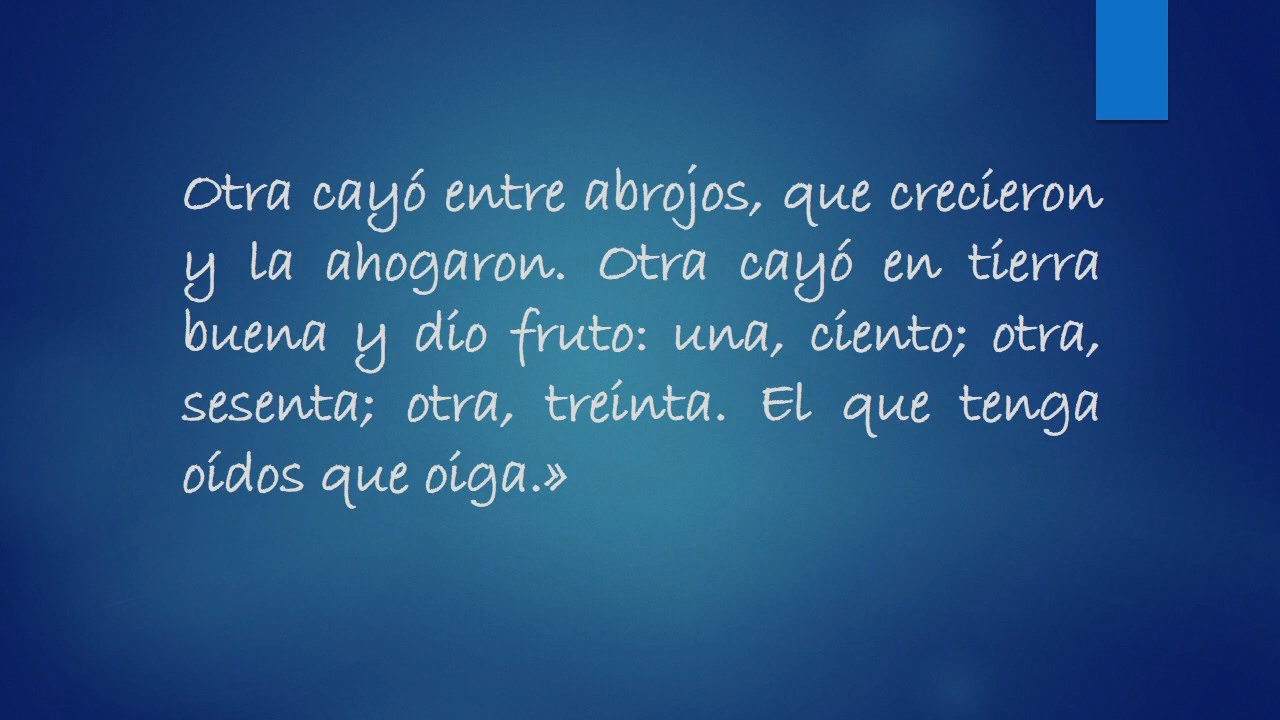 Otra cayó entre abrojos, que crecieron
y la ahogaron. Otra cayó en tierra
buena y dio fruto: una, ciento; otra,
sesenta; otra, treinta. El que tenga
oídos que oiga.»